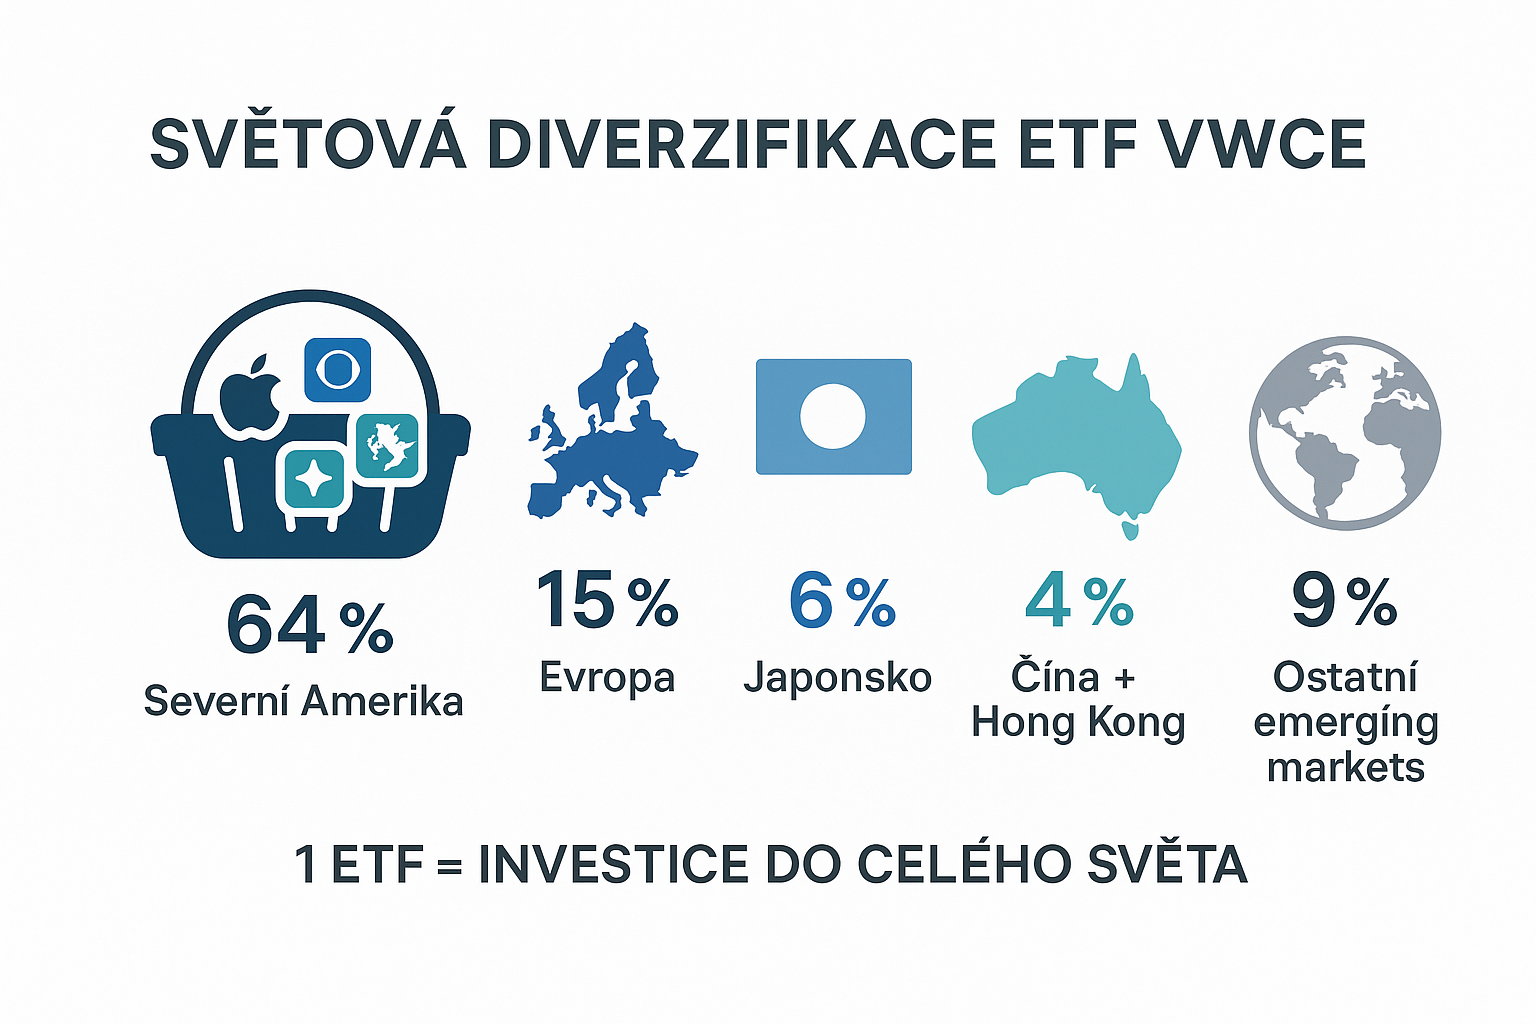 SVĚTOVÁ DIVERZIFIKACE ETF VWCE
64 %
Severní Amerika
15 %
Evropa
6 %
Japonsko
4 %
Čína +
Hong Kong
9 %
Ostatní
emergíng
markets
1 ETF = INVESTICE DO CELÉHO SVĚTA